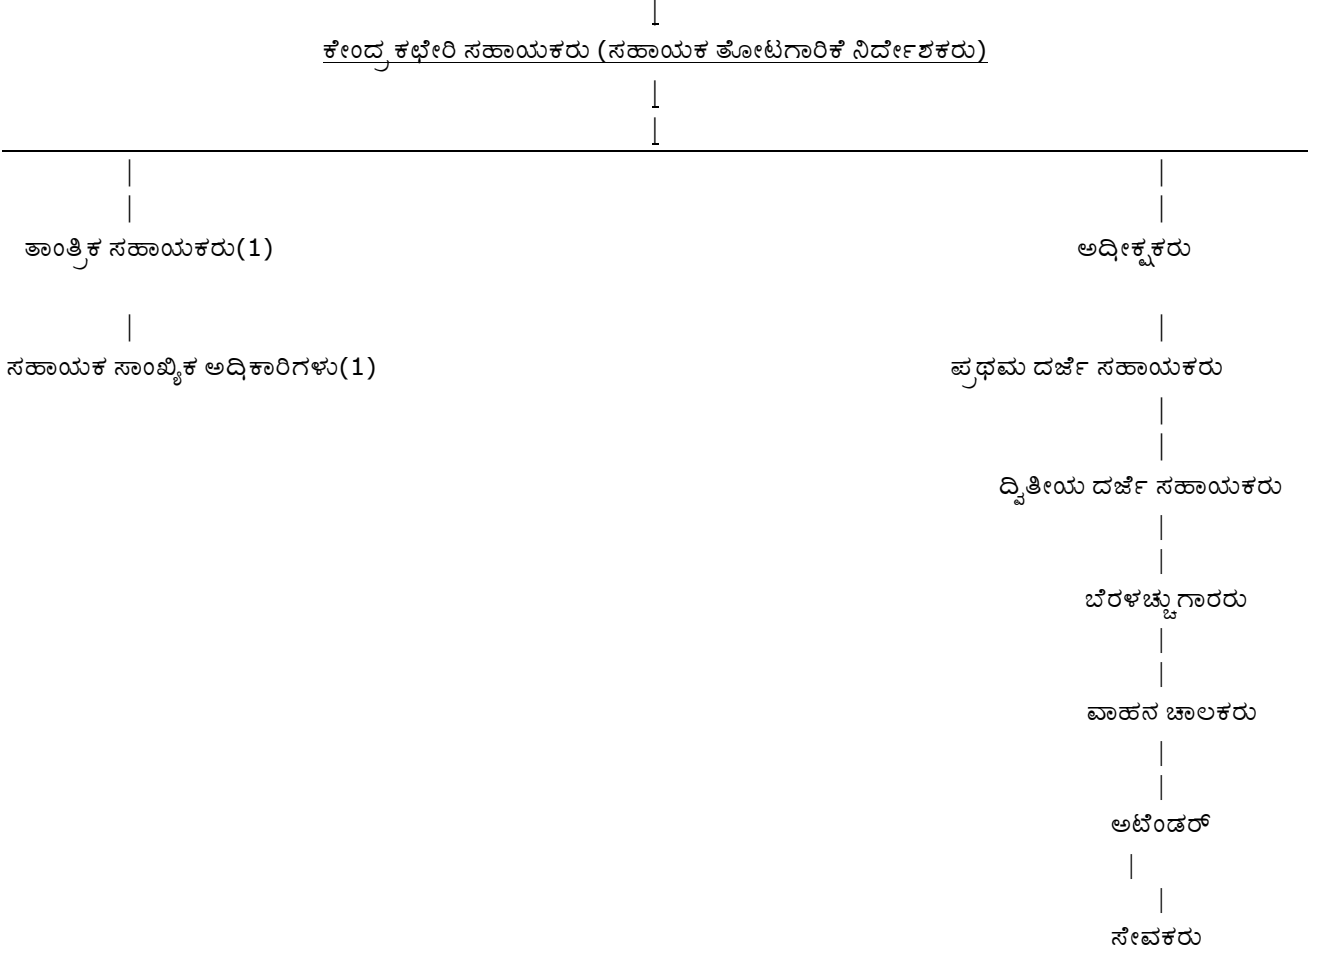 ಕೇಂದ್ರ ಕಛೇರಿ ಸಹಾಯಕರು (ಸಹಾಯಕ ತೋಟಗಾರಿಕೆ ನಿರ್ದೇಶಕರು)
ತಾಂತ್ರಿಕ ಸಹಾಯಕರು(1)
ಅಧೀಕ್ಷಕರು
ಸಹಾಯಕ ಸಾಂಖ್ಯಿಕ ಅಧಿಕಾರಿಗಳು(1)
ಪ್ರಥಮ ದರ್ಜೆ ಸಹಾಯಕರು
ದ್ವಿತೀಯ ದರ್ಜೆ ಸಹಾಯಕರು
ಬೆರಳಚ್ಚುಗಾರರು
ವಾಹನ ಚಾಲಕರು
ಅಟೆಂಡರ್
ಸೇವಕರು